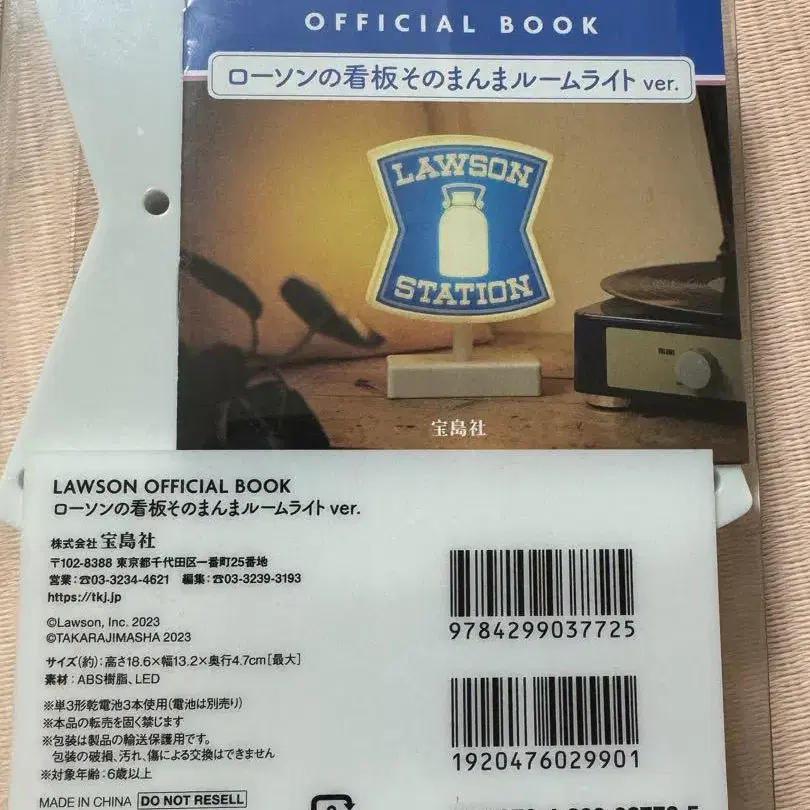 OFFICIAL BOOK
ローソンの看板そのまんまルームライト ver.
LAWSON
STATION
宝島社
LAWSON OFFICIAL BOOK
ローソンの看板そのまんまルームライト ver.
株式会社 宝島社
〒102-8388 東京都千代田区一番町25番地
営業:☎03-3234-4621 編集:☎03-3239-3193
https://tkj.jp
©Lawson, Inc. 2023
©TAKARAJIMASHA 2023
サイズ(約):高さ18.6×幅13.2×奥行4.7cm[最大]
素材:ABS樹脂、LED
※単3形乾電池3本使用(電池は別売り)
※本品の転売を固く禁じます
※包装は製品の輸送保護用です。
包装の破損、汚れ、傷による交換はできません
※対象年齢:6歳以上
MADE IN CHINA DO NOT RESELL
9784299037725
1920476029901